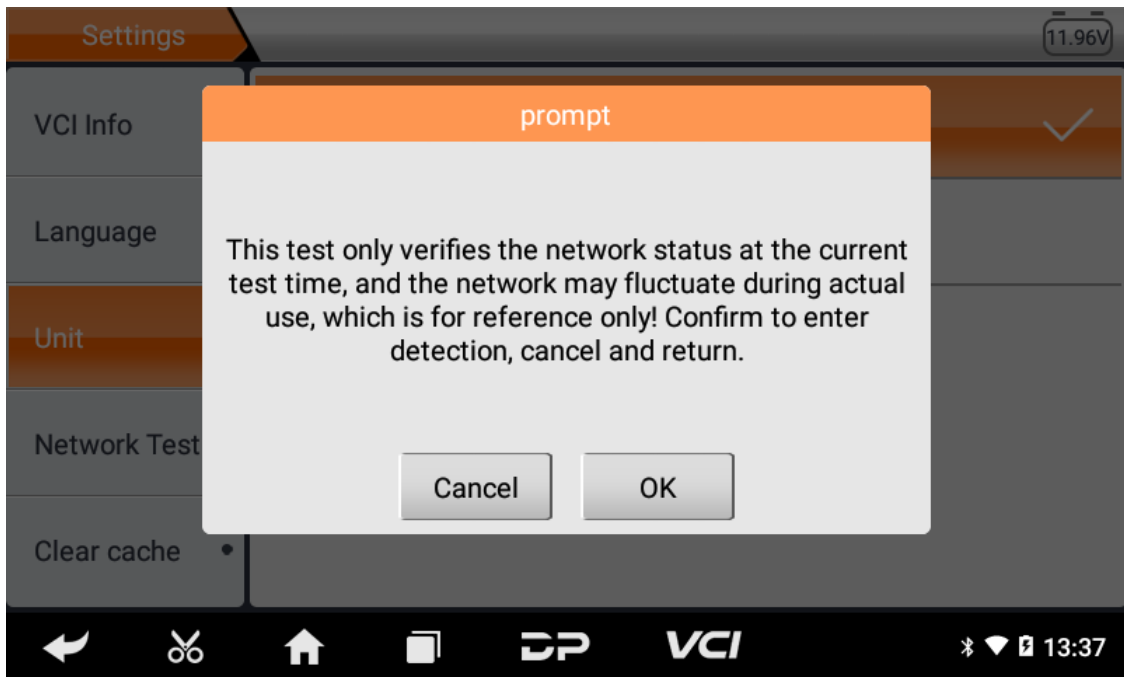 Settings
11.96V
VCI Info
Language
Unit
Network Test
Clear cache
prompt
This test only verifies the network status at the current
test time, and the network may fluctuate during actual
use, which is for reference only! Confirm to enter
detection, cancel and return.
Cancel
OK
DP
VCI
13:37